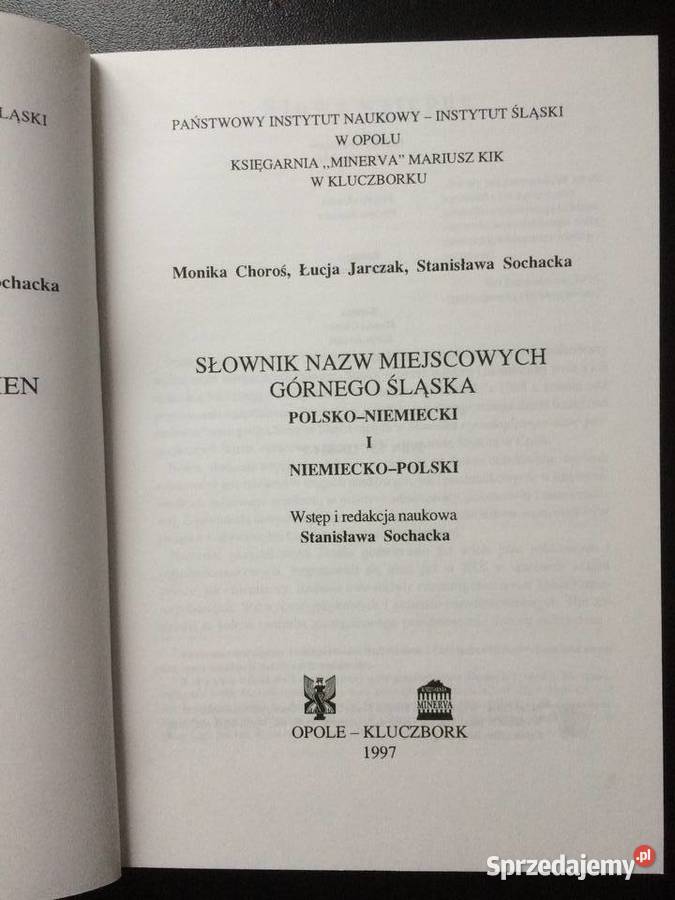 ŚLĄSKI
ochacka
EN
PAŃSTWOWY INSTYTUT NAUKOWY – INSTYTUT ŚLĄSKI
W OPOLU
KSIĘGARNIA ,,MINERVA” MARIUSZ KIK
W KLUCZBORKU
Monika Choroś, Łucja Jarczak, Stanisława Sochacka
SŁOWNIK NAZW MIEJSCOWYCH
GÓRNEGO ŚLĄSKA
POLSKO–NIEMIECKI
I
NIEMIECKO–POLSKI
Wstęp i redakcja naukowa
Stanisława Sochacka
KSIĘGARNIA
MINERVA
OPOLE – KLUCZBORK
1997
Sprzedajemy.pl